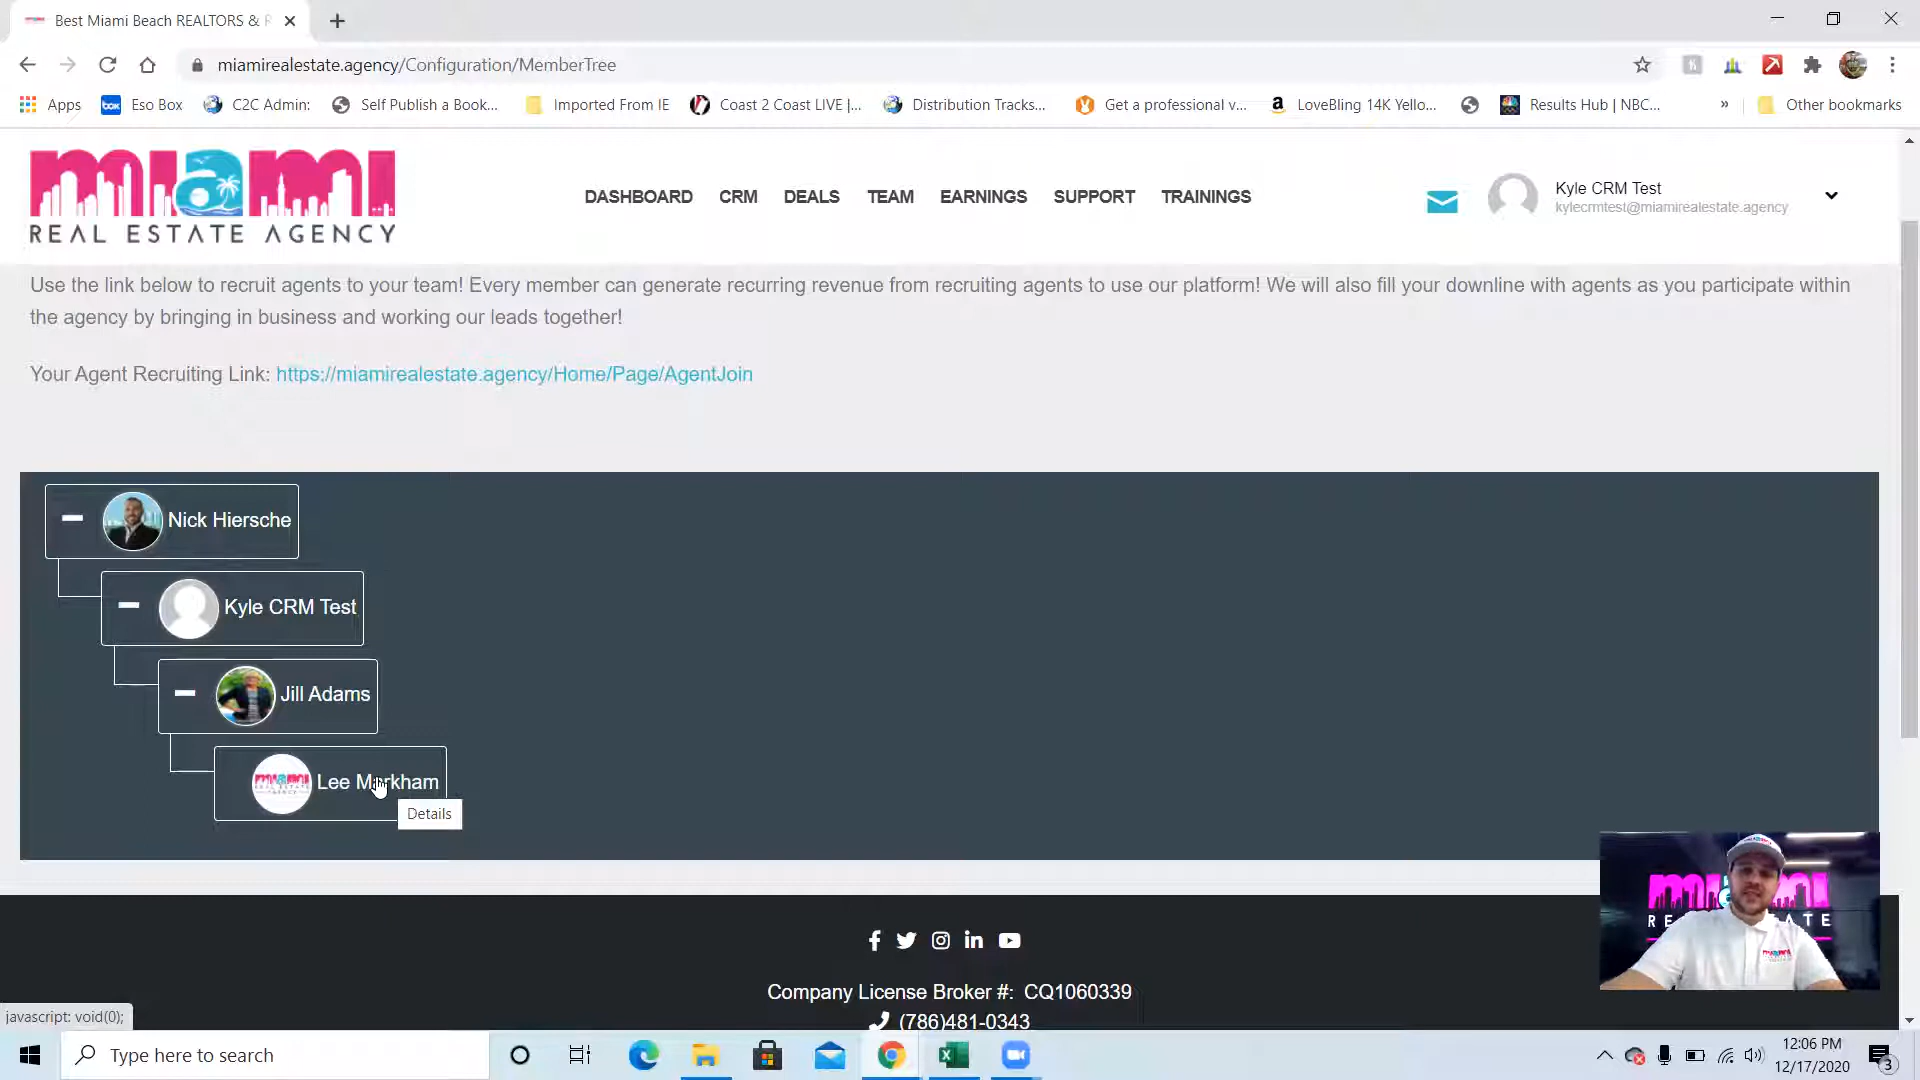 Best Miami Beach REALTORS & R
miamirealestate.agency/Configuration/MemberTree
Apps
Eso Box
C2C Admin:
Self Publish a Book...
Imported From IE
Coast 2 Coast LIVE |...
Distribution Tracks...
Get a professional v...
LoveBling 14K Yello...
Results Hub | NBC...
»
Other bookmarks
miami
REAL ESTATE AGENCY
DASHBOARD
CRM
DEALS
TEAM
EARNINGS
SUPPORT
TRAININGS
Kyle CRM Test
kylecrmtest@miamirealestate.agency
Use the link below to recruit agents to your team! Every member can generate recurring revenue from recruiting agents to use our platform! We will also fill your downline with agents as you participate within
the agency by bringing in business and working our leads together!
Your Agent Recruiting Link: https://miamirealestate.agency/Home/Page/AgentJoin
Nick Hiersche
Kyle CRM Test
Jill Adams
Lee Markham
Details
Company License Broker #: CQ1060339
(786)481-0343
javascript: void(0);
Type here to search
12:06 PM
12/17/2020
3